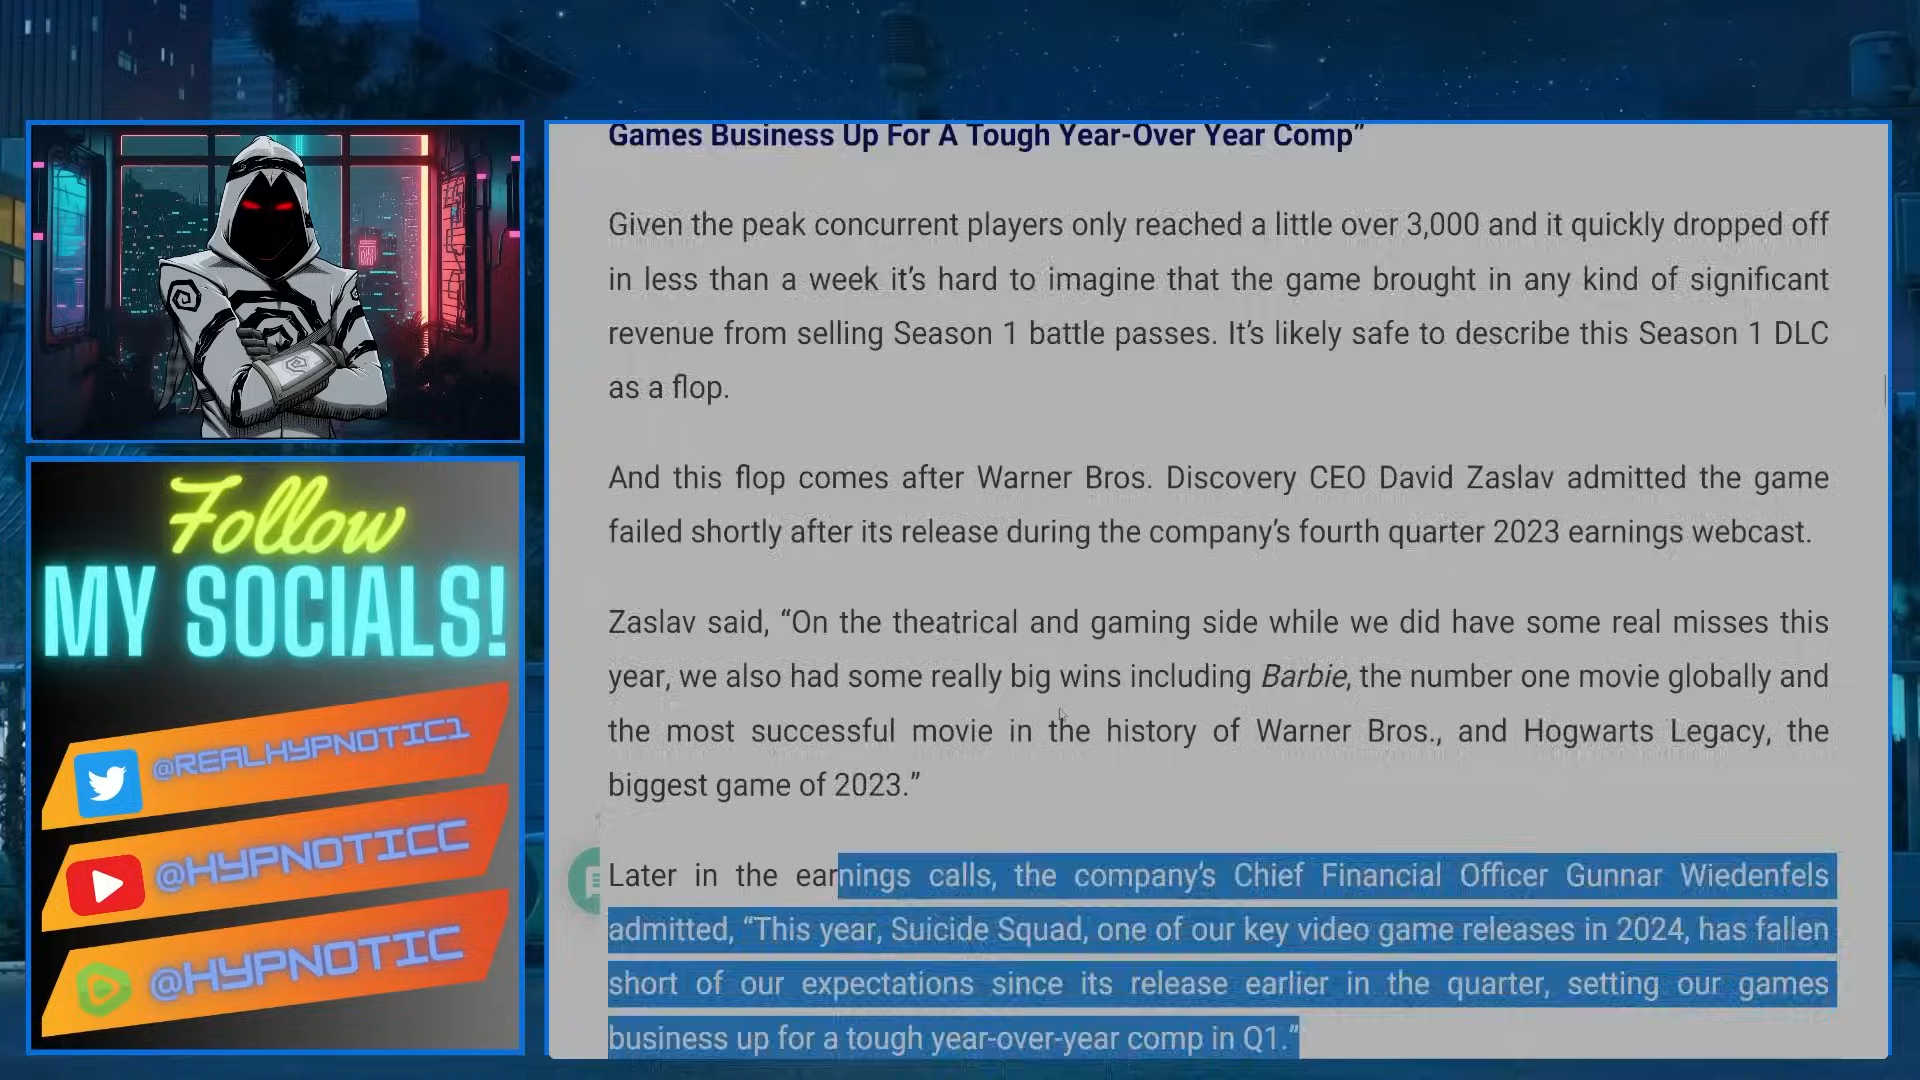 Games Business Up For A Tough Year-Over Year Comp”
Given the peak concurrent players only reached a little over 3,000 and it quickly dropped off
in less than a week it’s hard to imagine that the game brought in any kind of significant
revenue from selling Season 1 battle passes. It’s likely safe to describe this Season 1 DLC
as a flop.
And this flop comes after Warner Bros. Discovery CEO David Zaslav admitted the game
failed shortly after its release during the company’s fourth quarter 2023 earnings webcast.
Zaslav said, “On the theatrical and gaming side while we did have some real misses this
year, we also had some really big wins including Barbie, the number one movie globally and
the most successful movie in the history of Warner Bros., and Hogwarts Legacy, the
biggest game of 2023.”
Later in the earnings calls, the company’s Chief Financial Officer Gunnar Wiedenfels
admitted, “This year, Suicide Squad, one of our key video game releases in 2024, has fallen
short of our expectations since its release earlier in the quarter, setting our games
business up for a tough year-over-year comp in Q1.”
Follow
MY SOCIALS!
@REALHYPNOTIC1
@HYPNOTICC
@HYPNOTIC